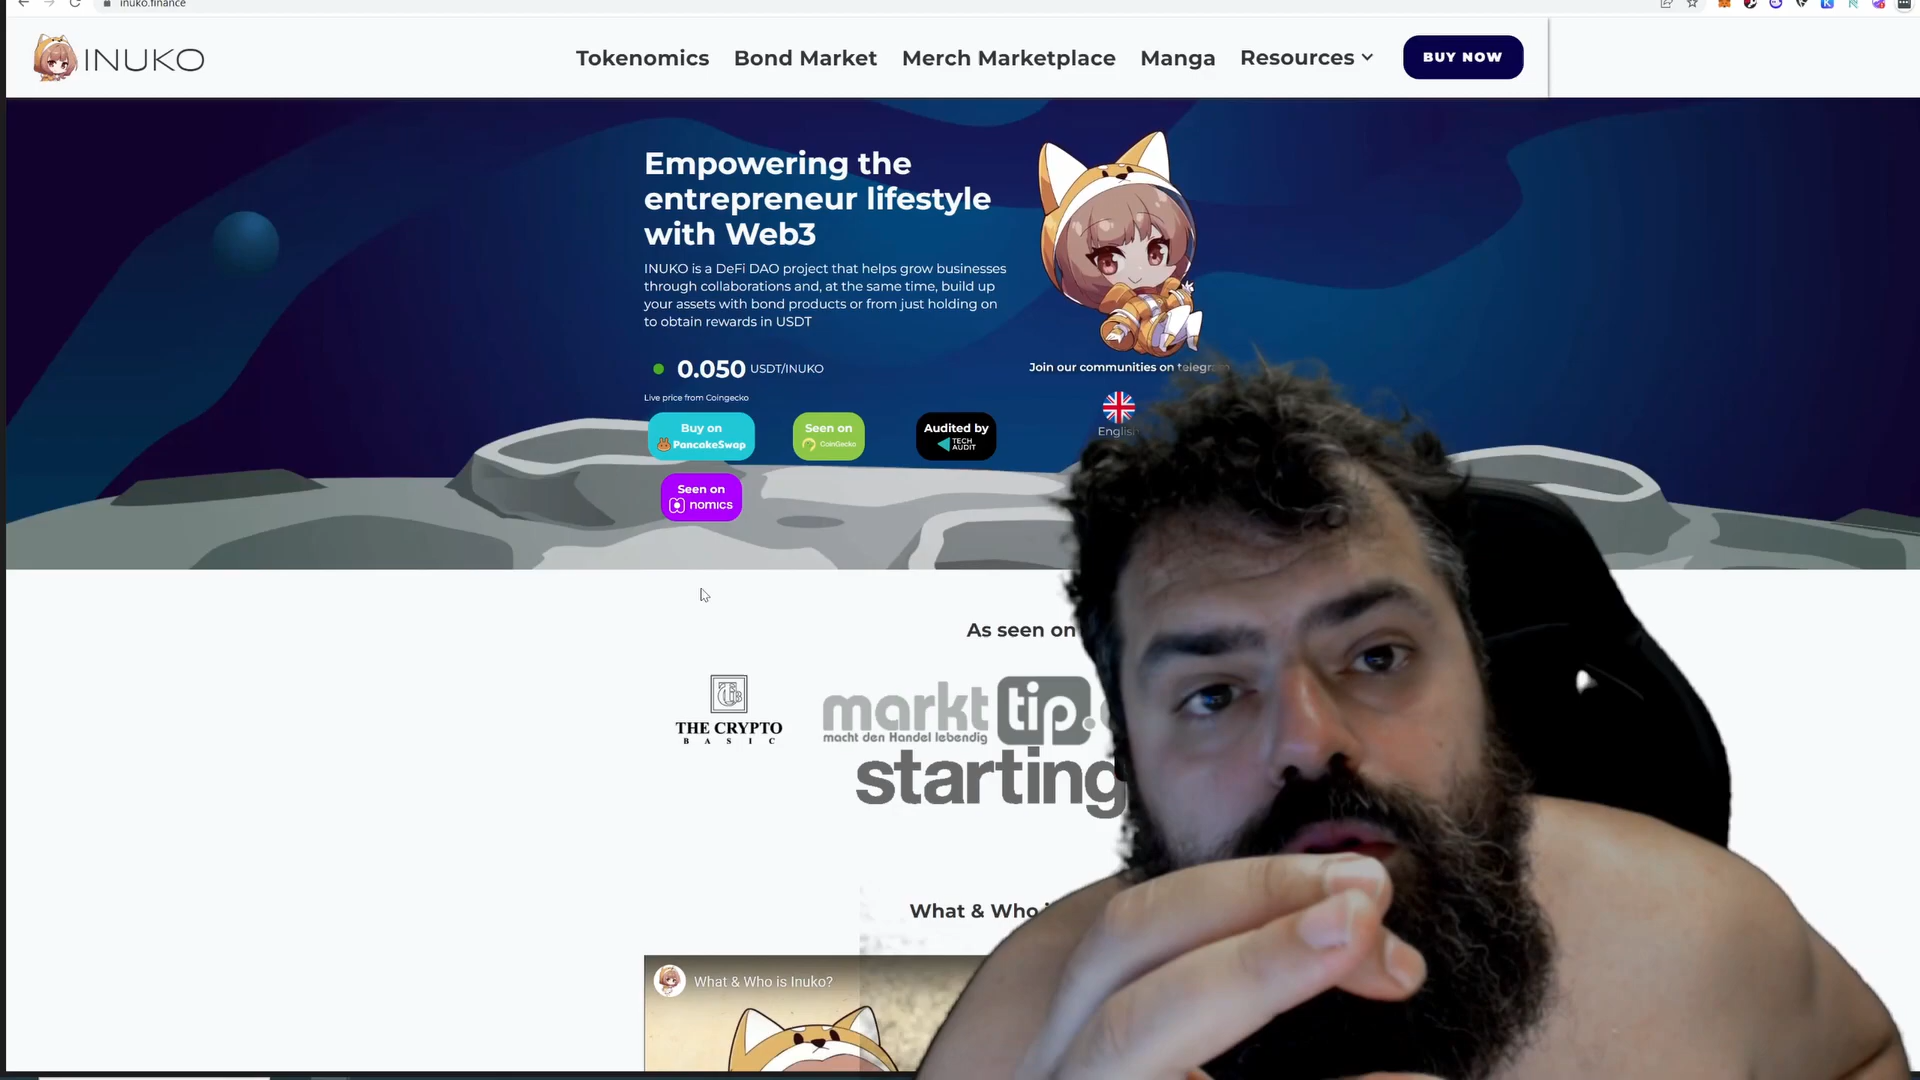 inuko.finance
INUKO
Tokenomics
Bond Market
Merch Marketplace
Manga
Resources
BUY NOW
Empowering the
entrepreneur lifestyle
with Web3
INUKO is a DeFi DAO project that helps grow businesses
through collaborations and, at the same time, build up
your assets with bond products or from just holding on
to obtain rewards in USDT
0.050 USDT/INUKO
Live price from Coingecko
Buy on
PancakeSwap
Seen on
CoinGecko
Audited by
TECH
AUDIT
Seen on
nomics
Join our communities on telegram
English
As seen on
THE CRYPTO
BASIC
markt tip.
macht den Handel lebendig
starting
What & Who
What & Who is Inuko?